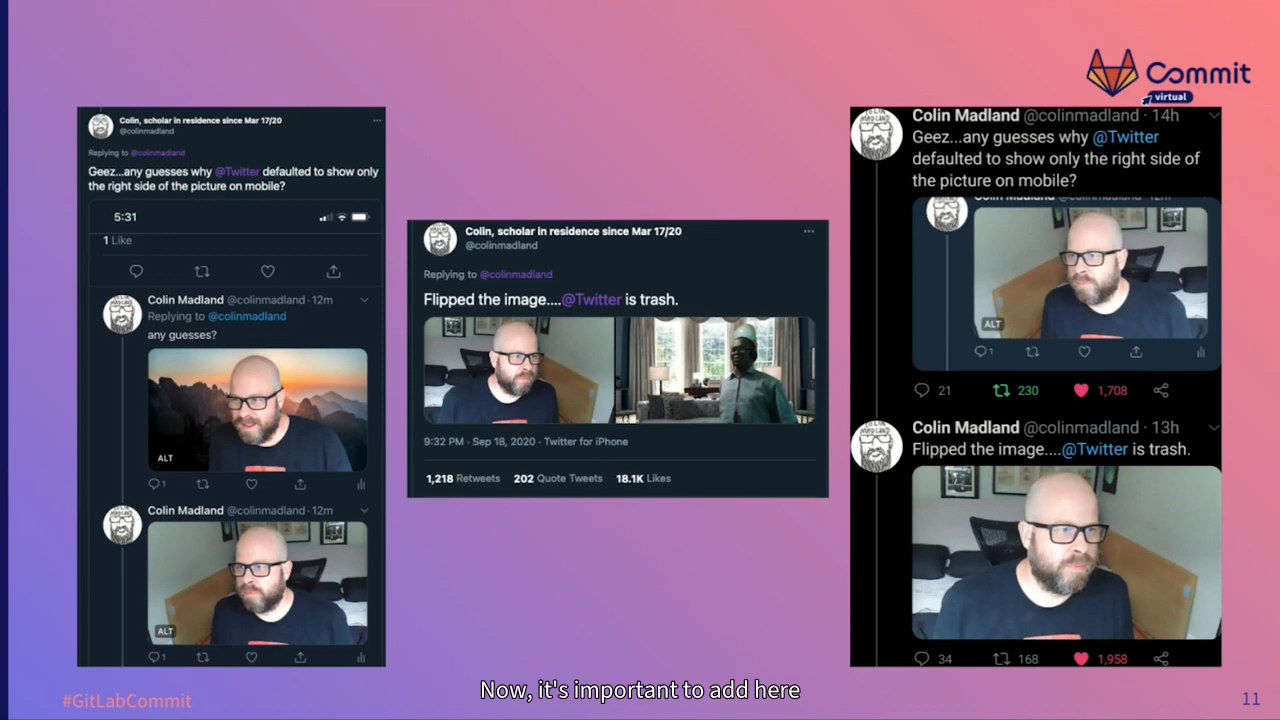 Commit
virtual
Colin, scholar in residence since Mar 17/20
@colinmadland
Replying to @colinmadland
Geez...any guesses why @Twitter defaulted to show only
the right side of the picture on mobile?
5:31
1 Like
Colin Madland @colinmadland · 12m
Replying to @colinmadland
any guesses?
ALT
1
Colin Madland @colinmadland · 12m
ALT
1
Colin, scholar in residence since Mar 17/20
@colinmadland
Replying to @colinmadland
Flipped the image....@Twitter is trash.
9:32 PM · Sep 18, 2020 · Twitter for iPhone
1,218 Retweets 202 Quote Tweets 18.1K Likes
Colin Madland @colinmadland · 14h
Geez...any guesses why @Twitter
defaulted to show only the right side of
the picture on mobile?
Colin Madland @colinmadland · 12m
ALT
1
21 230 1,708
Colin Madland @colinmadland · 13h
Flipped the image....@Twitter is trash.
34 168 1,958
Now, it's important to add here
#GitLabCommit
11